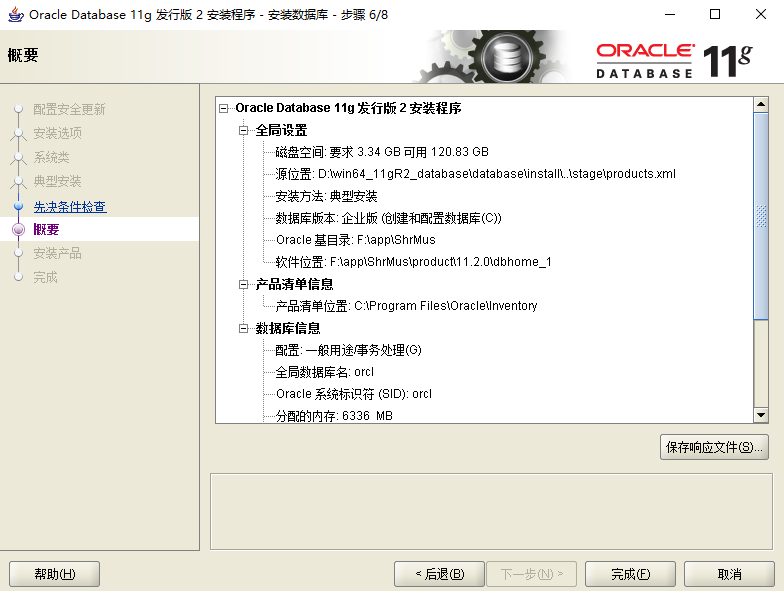 Oracle Database 11g 发行版 2 安装程序 - 安装数据库 - 步骤 6/8
概要
ORACLE
DATABASE
11g
配置安全更新
安装选项
系统类
典型安装
先决条件检查
概要
安装产品
完成
Oracle Database 11g 发行版 2 安装程序
全局设置
磁盘空间: 要求 3.34 GB 可用 120.83 GB
源位置: D:\win64_11gR2_database\database\install\..\stage\products.xml
安装方法: 典型安装
数据库版本: 企业版 (创建和配置数据库(C))
Oracle 基目录: F:\app\ShrMus
软件位置: F:\app\ShrMus\product\11.2.0\dbhome_1
产品清单信息
产品清单位置: C:\Program Files\Oracle\Inventory
数据库信息
配置: 一般用途/事务处理(G)
全局数据库名: orcl
Oracle 系统标识符 (SID): orcl
分配的内存: 6336 MB
保存响应文件(S)...
帮助(H)
< 后退(B)
下一步(N) >
完成(F)
取消